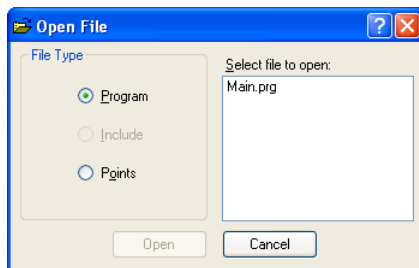 Open File
File Type
Program
Include
Points
Select file to open:
Main.prg
Open
Cancel